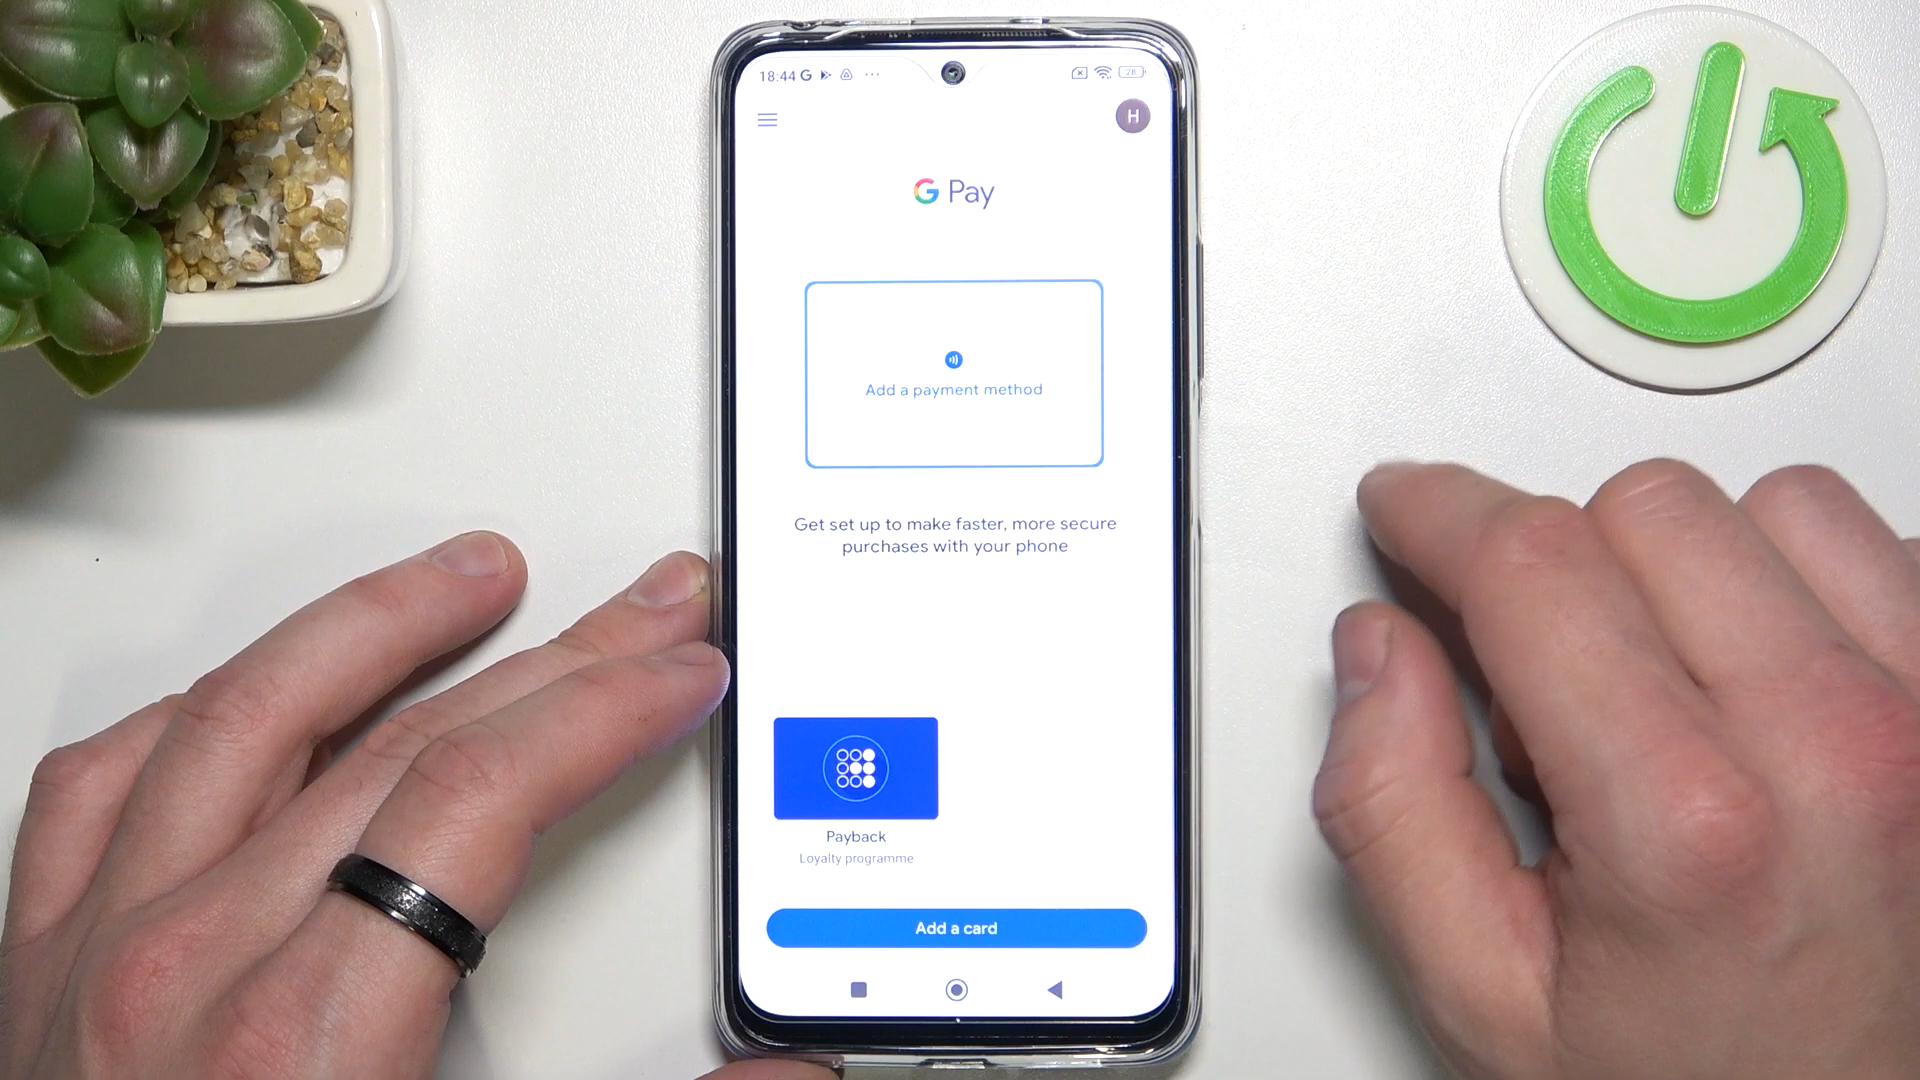 18:44
28
H
G Pay
Add a payment method
Get set up to make faster, more secure
purchases with your phone
Payback
Loyalty programme
Add a card